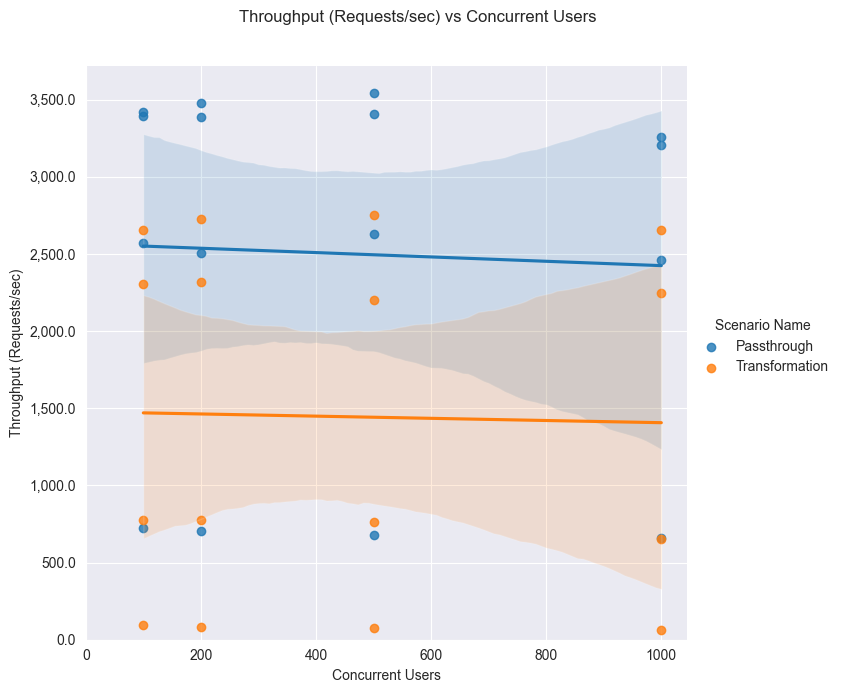 Throughput (Requests/sec) vs Concurrent Users
3,500.0
3,000.0
2,500.0
2,000.0
1,500.0
1,000.0
500.0
0.0
Throughput (Requests/sec)
0 200 400 600 800 1000
Concurrent Users
Scenario Name
Passthrough
Transformation